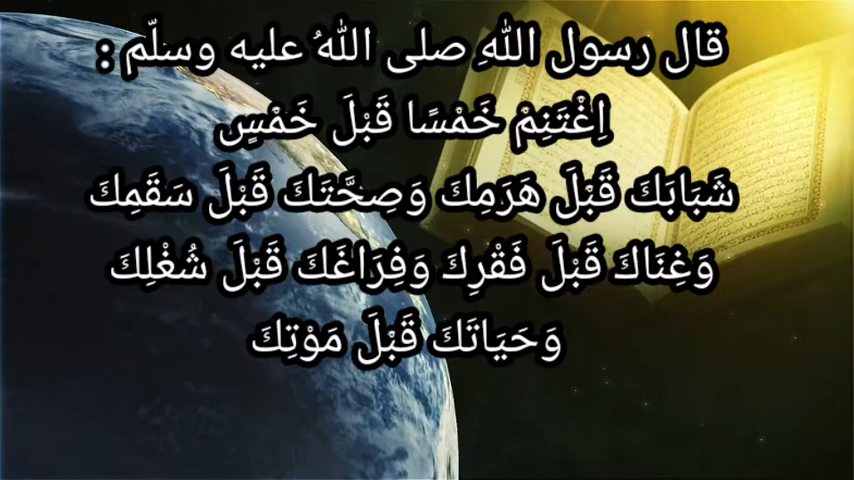 قال رسول اللهِ صلى اللهُ عليه وسلّم :
اِغْتَنِمْ خَمْسًا قَبْلَ خَمْسٍ
شَبَابَكَ قَبْلَ هَرَمِكَ وَصِحَّتَكَ قَبْلَ سَقَمِكَ
وَغِنَاكَ قَبْلَ فَقْرِكَ وَفِرَاغَكَ قَبْلَ شُغْلِكَ
وَحَيَاتَكَ قَبْلَ مَوْتِكَ